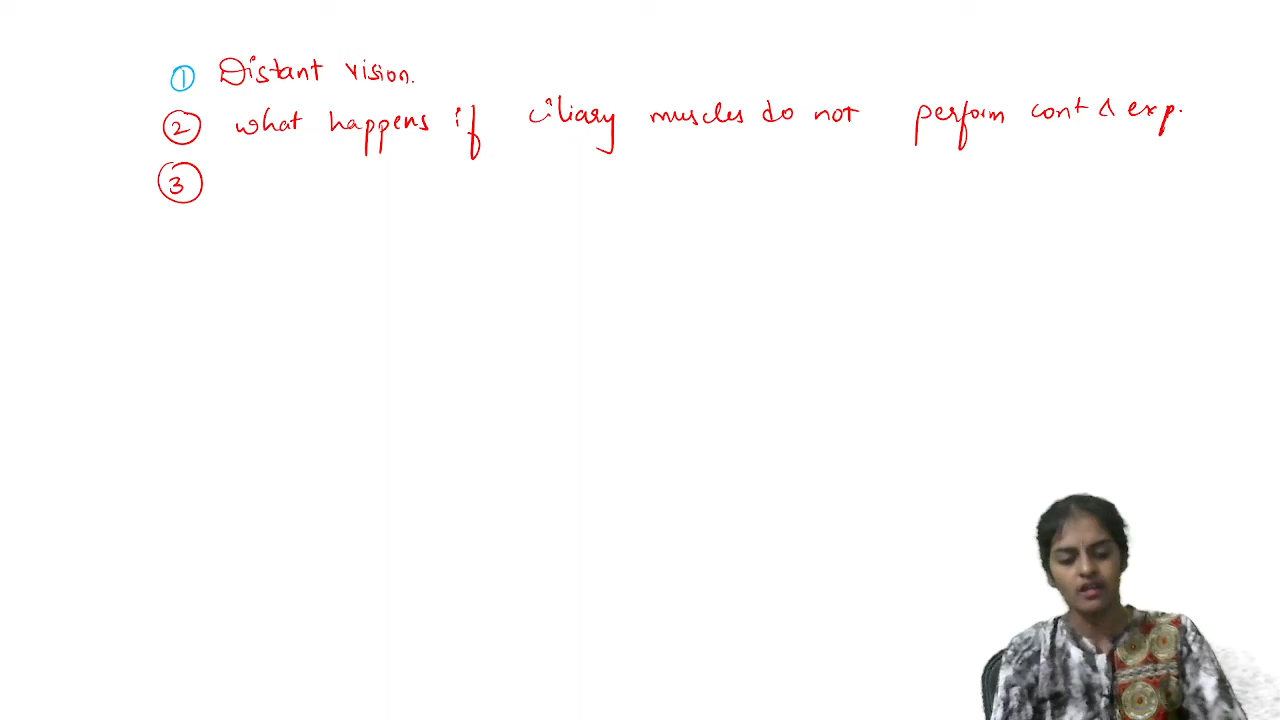 ① Distant vision.
② what happens if ciliary muscles do not perform cont & exp.
③